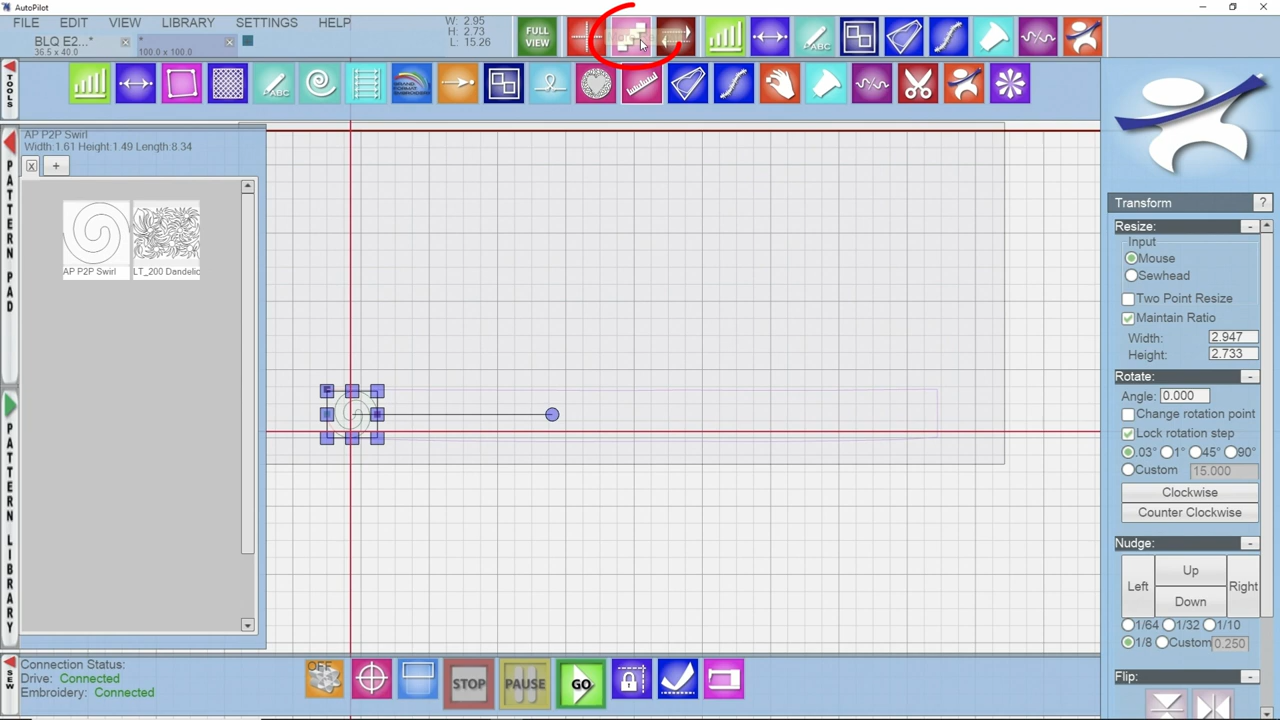 AutoPilot
FILE EDIT VIEW LIBRARY SETTINGS HELP
W: 2.95
H: 2.73
L: 15.26
BLQ E2...*
36.5 x 40.0
*
100.0 x 100.0
FULL VIEW
ABC
TOOLS
ABC
GRAND FORMAT EMBROIDERY
AP P2P Swirl
Width:1.61 Height:1.49 Length:8.34
X +
AP P2P Swirl
LT_200 Dandelic
PATTERN PAD
PATTERN LIBRARY
Transform ?
Resize: -
Input
Mouse
Sewhead
Two Point Resize
Maintain Ratio
Width: 2.947
Height: 2.733
Rotate: -
Angle: 0.000
Change rotation point
Lock rotation step
.03° 1° 45° 90°
Custom 15.000
Clockwise
Counter Clockwise
Nudge: -
Left Up Right
Down
1/64 1/32 1/10
1/8 Custom 0.250
Flip: -
SEW
Connection Status:
Drive: Connected
Embroidery: Connected
OFF
STOP
PAUSE
GO